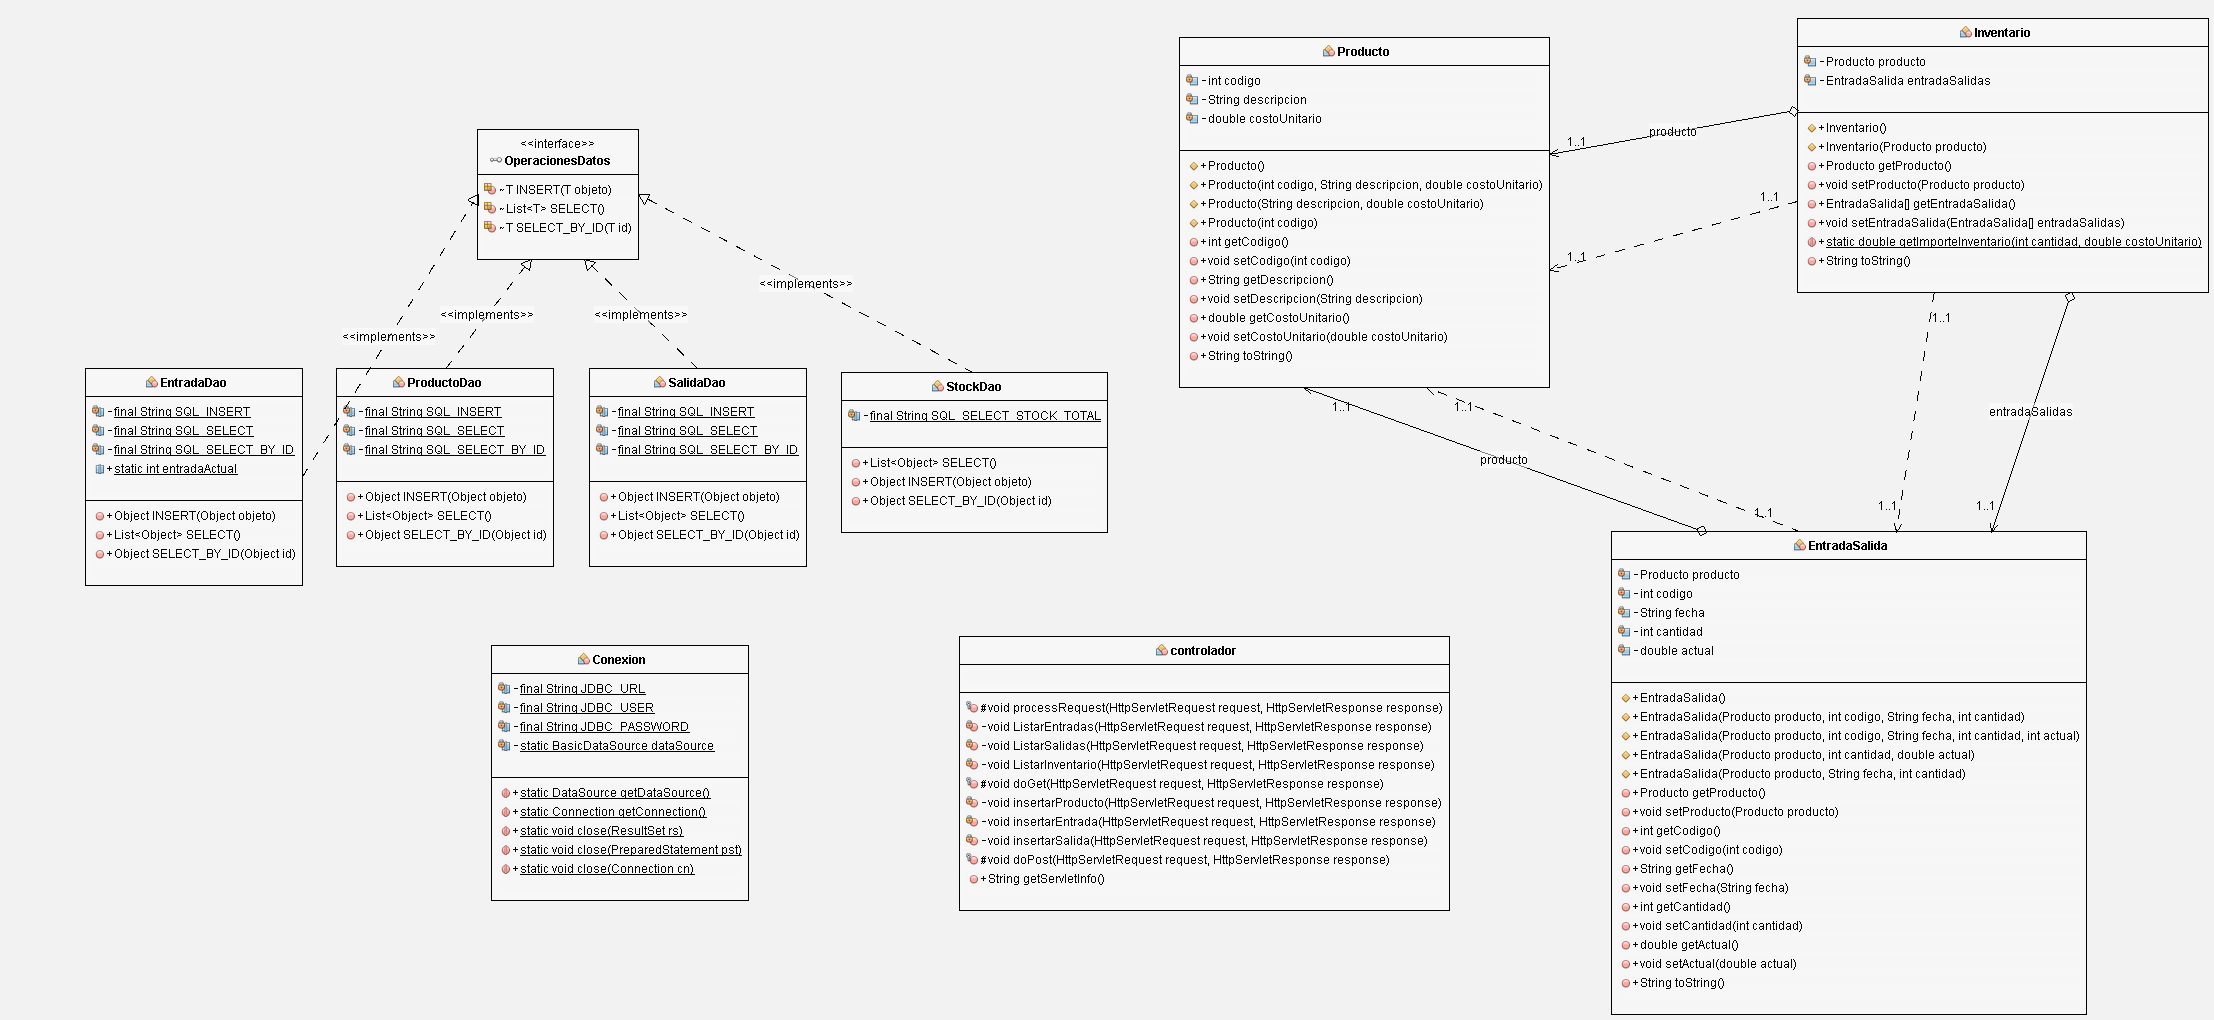 <<interface>>
OperacionesDatos
~T INSERT(T objeto)
~List<T> SELECT()
~T SELECT_BY_ID(T id)
<<implements>>
<<implements>>
<<implements>>
<<implements>>
EntradaDao
-final String SQL_INSERT
-final String SQL_SELECT
-final String SQL_SELECT_BY_ID
+static int entradaActual
+Object INSERT(Object objeto)
+List<Object> SELECT()
+Object SELECT_BY_ID(Object id)
ProductoDao
-final String SQL_INSERT
-final String SQL_SELECT
-final String SQL_SELECT_BY_ID
+Object INSERT(Object objeto)
+List<Object> SELECT()
+Object SELECT_BY_ID(Object id)
SalidaDao
-final String SQL_INSERT
-final String SQL_SELECT
-final String SQL_SELECT_BY_ID
+Object INSERT(Object objeto)
+List<Object> SELECT()
+Object SELECT_BY_ID(Object id)
StockDao
-final String SQL_SELECT_STOCK_TOTAL
+List<Object> SELECT()
+Object INSERT(Object objeto)
+Object SELECT_BY_ID(Object id)
Conexion
-final String JDBC_URL
-final String JDBC_USER
-final String JDBC_PASSWORD
-static BasicDataSource dataSource
+static DataSource getDataSource()
+static Connection getConnection()
+static void close(ResultSet rs)
+static void close(PreparedStatement pst)
+static void close(Connection cn)
controlador
#void processRequest(HttpServletRequest request, HttpServletResponse response)
-void ListarEntradas(HttpServletRequest request, HttpServletResponse response)
-void ListarSalidas(HttpServletRequest request, HttpServletResponse response)
-void ListarInventario(HttpServletRequest request, HttpServletResponse response)
#void doGet(HttpServletRequest request, HttpServletResponse response)
-void insertarProducto(HttpServletRequest request, HttpServletResponse response)
-void insertarEntrada(HttpServletRequest request, HttpServletResponse response)
-void insertarSalida(HttpServletRequest request, HttpServletResponse response)
#void doPost(HttpServletRequest request, HttpServletResponse response)
+String getServletInfo()
Producto
-int codigo
-String descripcion
-double costoUnitario
+Producto()
+Producto(int codigo, String descripcion, double costoUnitario)
+Producto(String descripcion, double costoUnitario)
+Producto(int codigo)
+int getCodigo()
+void setCodigo(int codigo)
+String getDescripcion()
+void setDescripcion(String descripcion)
+double getCostoUnitario()
+void setCostoUnitario(double costoUnitario)
+String toString()
producto
1..1
1..1
1..1
Inventario
-Producto producto
-EntradaSalida entradaSalidas
+Inventario()
+Inventario(Producto producto)
+Producto getProducto()
+void setProducto(Producto producto)
+EntradaSalida[] getEntradaSalida()
+void setEntradaSalida(EntradaSalida[] entradaSalidas)
+static double getImporteInventario(int cantidad, double costoUnitario)
+String toString()
1..1
entradaSalidas
1..1
1..1
1..1
1..1
producto
1..1
EntradaSalida
-Producto producto
-int codigo
-String fecha
-int cantidad
-double actual
+EntradaSalida()
+EntradaSalida(Producto producto, int codigo, String fecha, int cantidad)
+EntradaSalida(Producto producto, int codigo, String fecha, int cantidad, int actual)
+EntradaSalida(Producto producto, int cantidad, double actual)
+EntradaSalida(Producto producto, String fecha, int cantidad)
+Producto getProducto()
+void setProducto(Producto producto)
+int getCodigo()
+void setCodigo(int codigo)
+String getFecha()
+void setFecha(String fecha)
+int getCantidad()
+void setCantidad(int cantidad)
+double getActual()
+void setActual(double actual)
+String toString()